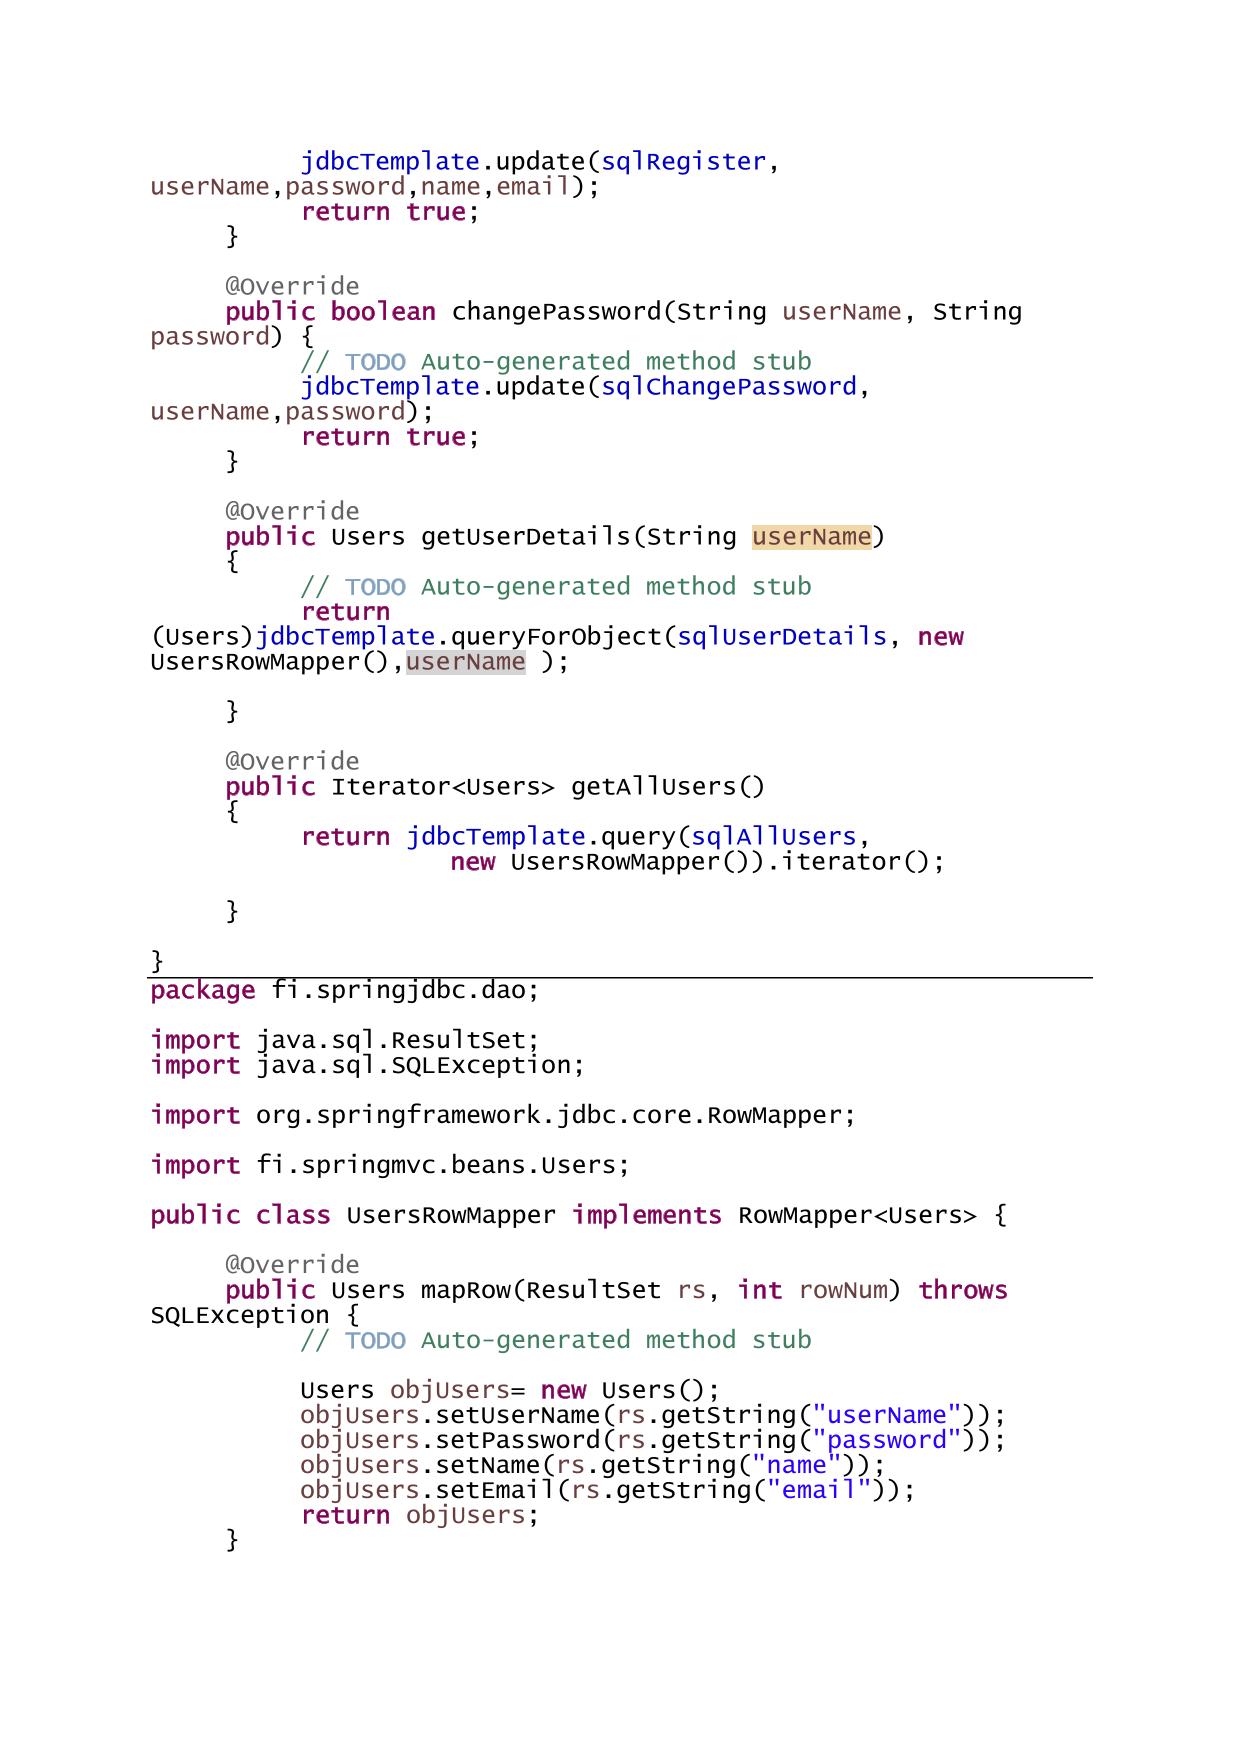 jdbcTemplate.update(sqlRegister,
userName,password,name,email);
return true;
}
@Override
public boolean changePassword(String userName, String
password) {
// TODO Auto-generated method stub
jdbcTemplate.update(sqlChangePassword,
userName,password);
return true;
}
@Override
public Users getUserDetails(String userName)
{
// TODO Auto-generated method stub
return
(Users)jdbcTemplate.queryForObject(sqlUserDetails, new
UsersRowMapper(),userName );
}
@Override
public Iterator<Users> getAllUsers()
{
return jdbcTemplate.query(sqlAllUsers,
new UsersRowMapper()).iterator();
}
}
package fi.springjdbc.dao;
import java.sql.ResultSet;
import java.sql.SQLException;
import org.springframework.jdbc.core.RowMapper;
import fi.springmvc.beans.Users;
public class UsersRowMapper implements RowMapper<Users> {
@Override
public Users mapRow(ResultSet rs, int rowNum) throws
SQLException {
// TODO Auto-generated method stub
Users objUsers= new Users();
objUsers.setUserName(rs.getString("userName"));
objUsers.setPassword(rs.getString("password"));
objUsers.setName(rs.getString("name"));
objUsers.setEmail(rs.getString("email"));
return objUsers;
}